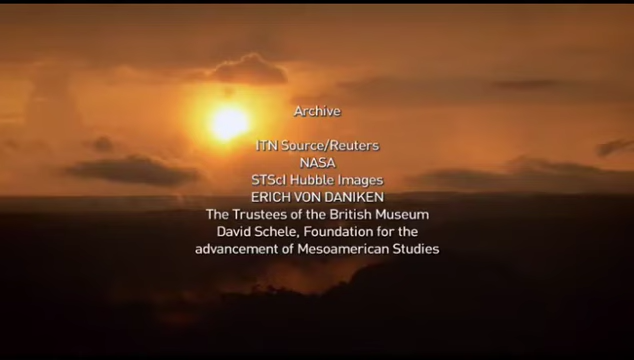 Archive
ITN Source/Reuters
NASA
STScI Hubble Images
ERICH VON DANIKEN
The Trustees of the British Museum
David Schele, Foundation for the
advancement of Mesoamerican Studies